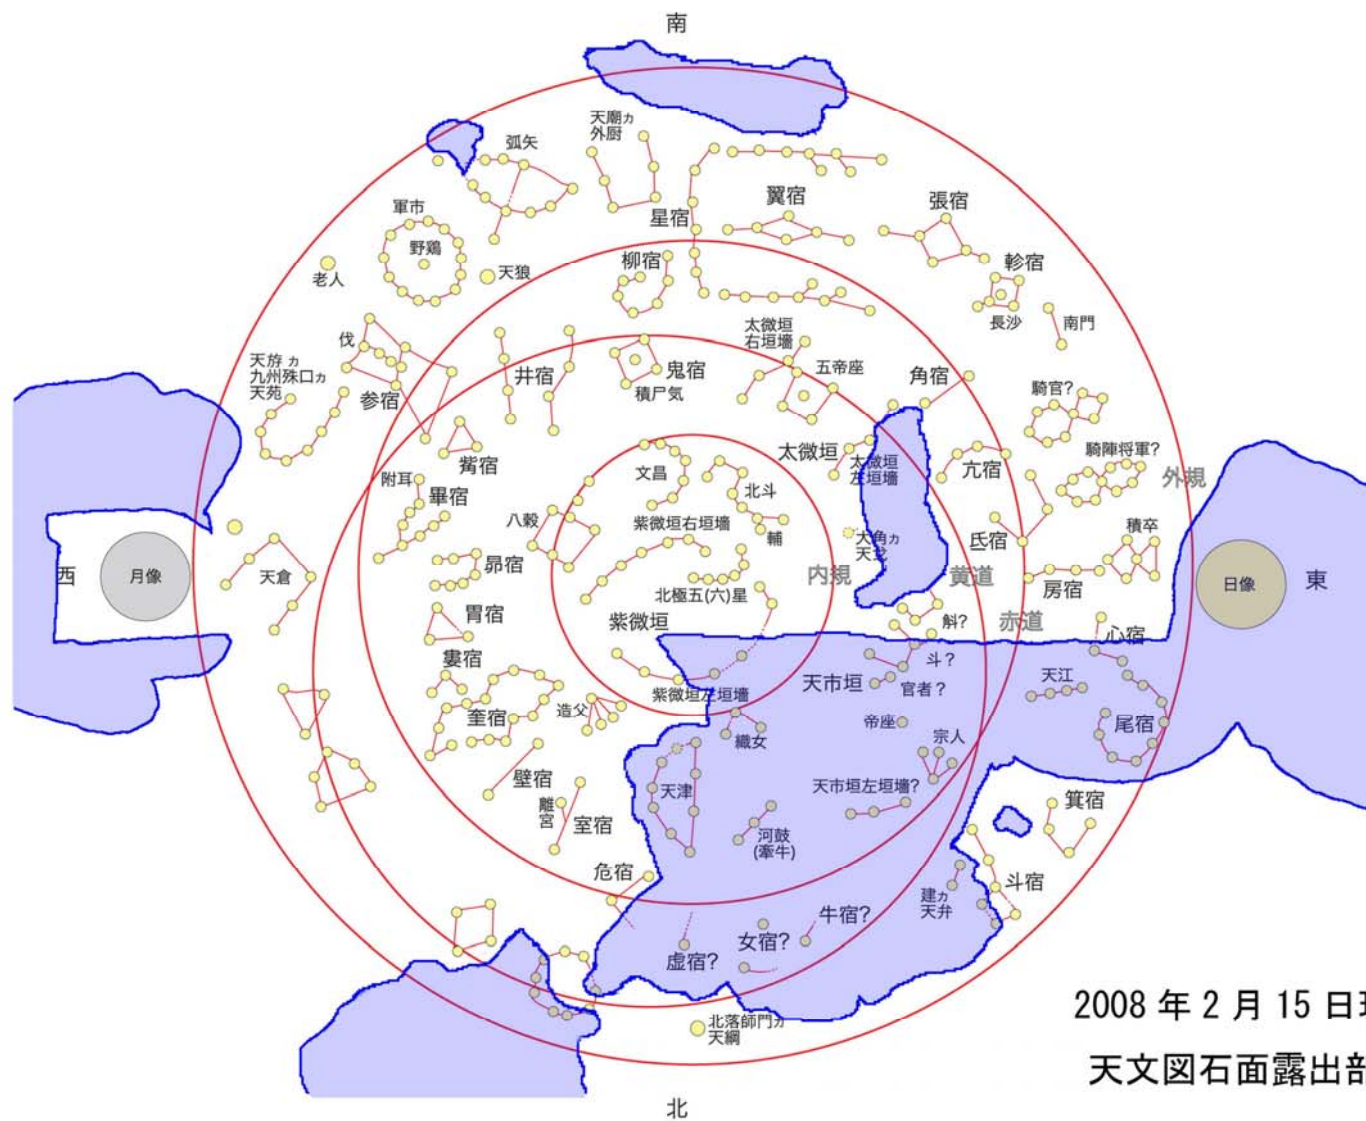 南
天廟ヵ
外厨
弧矢
軍市
野鶏
老人
天狼
星宿
翼宿
張宿
柳宿
軫宿
長沙
南門
太微垣
右垣墻
伐
天斿 ヵ
九州殊口ヵ
天苑
参宿
井宿
鬼宿
積尸気
五帝座
角宿
騎官?
觜宿
太微垣
太微垣
左垣墻
亢宿
騎陣将軍?
外規
附耳
畢宿
文昌
北斗
八穀
紫微垣右垣墻
輔
大角ヵ
天戈
氐宿
積卒
西
月像
天倉
昴宿
北極五(六)星
内規
黄道
房宿
日像
東
胃宿
紫微垣
斛?
赤道
心宿
婁宿
斗?
天市垣
官者?
天江
紫微垣左垣墻
奎宿
造父
織女
帝座
宗人
尾宿
壁宿
天津
天市垣左垣墻?
離宮
室宿
河鼓
(牽牛)
箕宿
危宿
建ヵ
天弁
斗宿
虚宿?
女宿?
牛宿?
北落師門ヵ
天綱
2008 年 2 月 15 日
天文図石面露出部
北